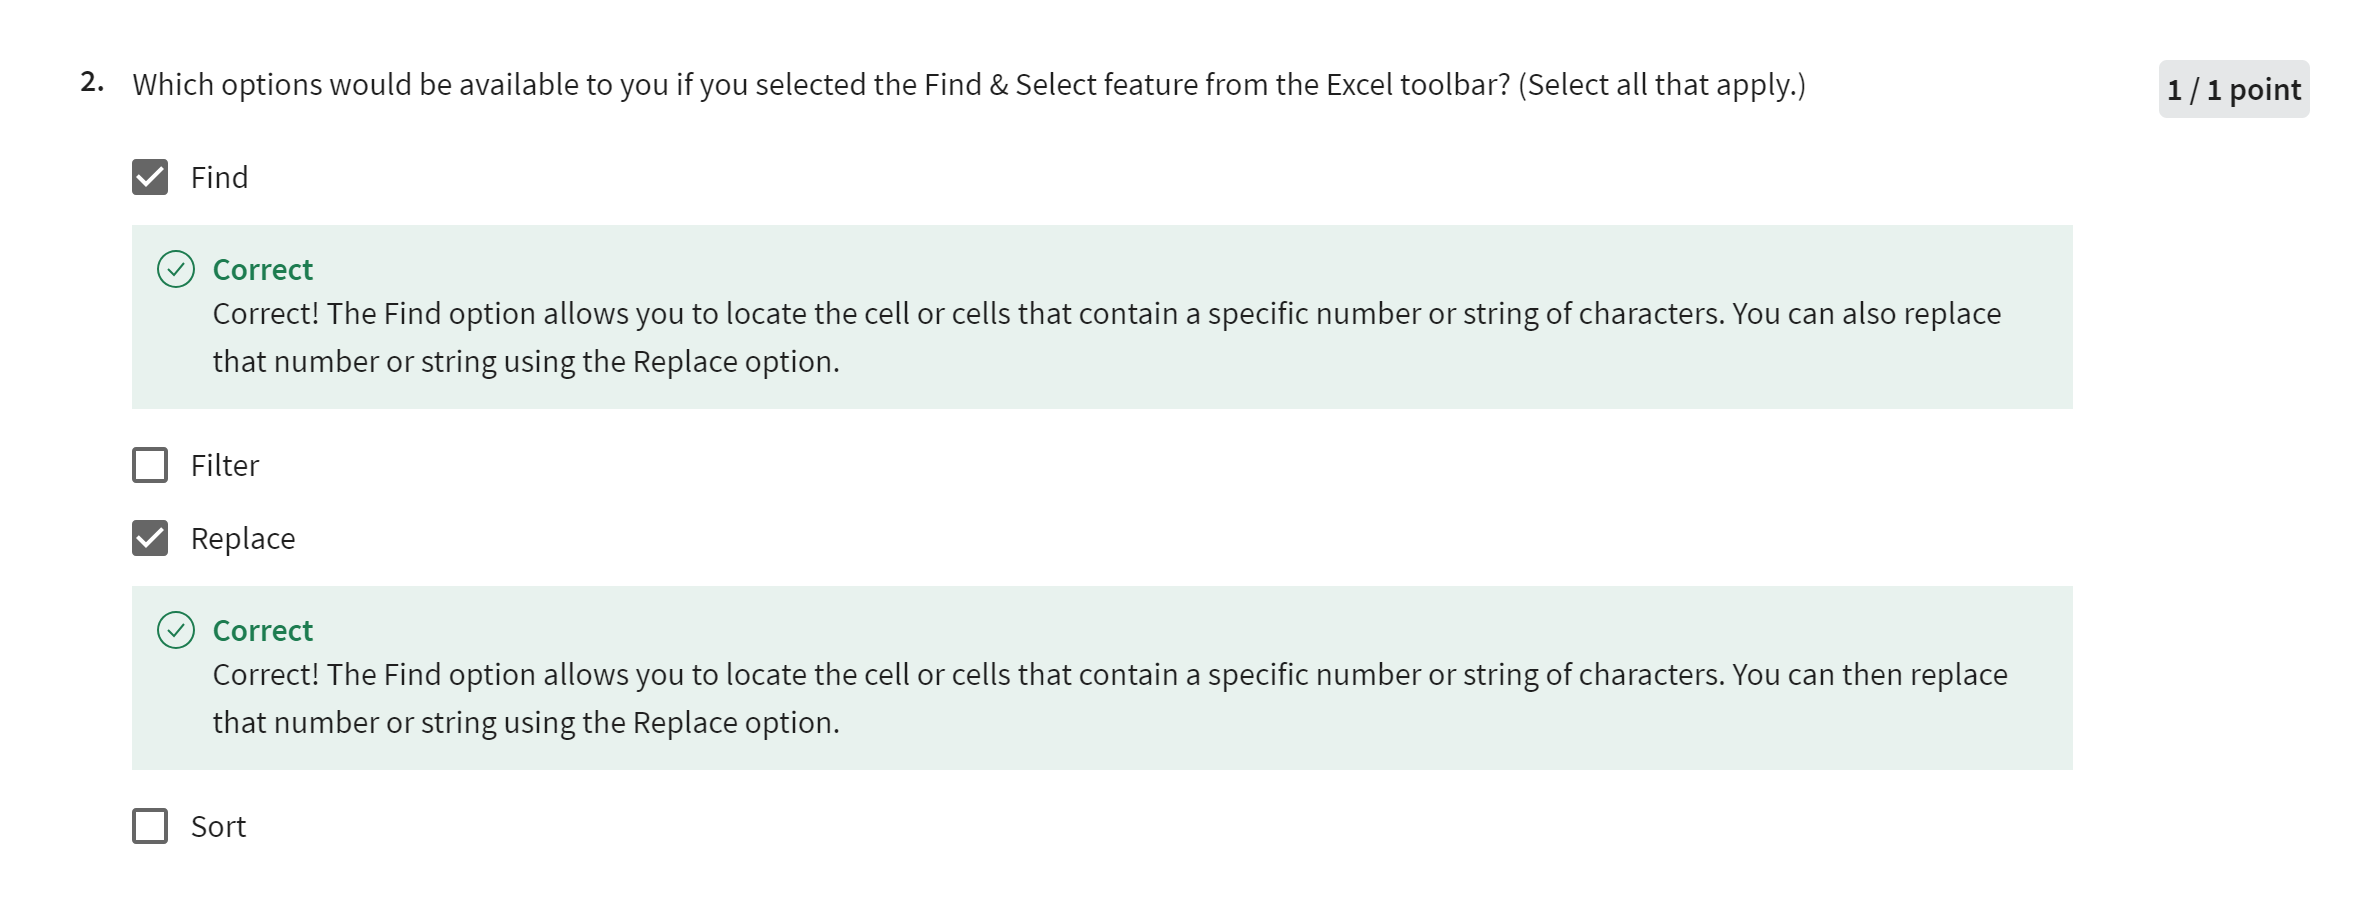 2. Which options would be available to you if you selected the Find & Select feature from the Excel toolbar? (Select all that apply.)
1 / 1 point
Find
Correct
Correct! The Find option allows you to locate the cell or cells that contain a specific number or string of characters. You can also replace
that number or string using the Replace option.
Filter
Replace
Correct
Correct! The Find option allows you to locate the cell or cells that contain a specific number or string of characters. You can then replace
that number or string using the Replace option.
Sort